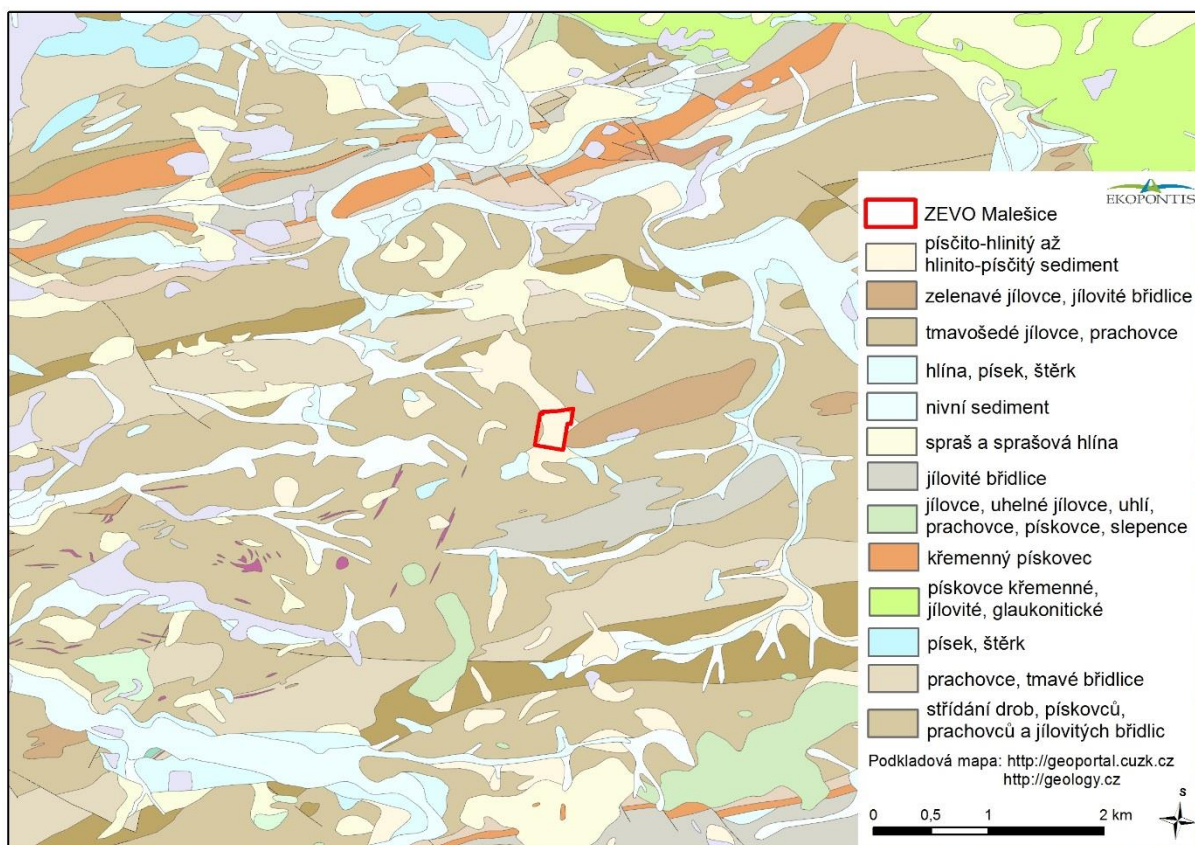 EKOPONTIS
ZEVO Malešice
písčito-hlinitý až
hlinito-písčitý sediment
zelenavé jílovce, jílovité břidlice
tmavošedé jílovce, prachovce
hlína, písek, štěrk
nivní sediment
spraš a sprašová hlína
jílovité břidlice
jílovce, uhelné jílovce, uhlí,
prachovce, pískovce, slepence
křemenný pískovec
pískovce křemenné,
jílovité, glaukonitické
písek, štěrk
prachovce, tmavé břidlice
střídání drob, pískovců,
prachovců a jílovitých břidlic
Podkladová mapa: http://geoportal.cuzk.cz
http://geology.cz
0 0,5 1 2 km
S